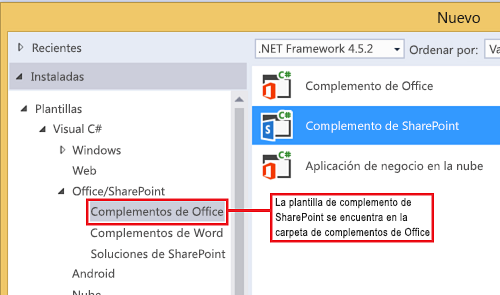 Nuevo
Recientes
.NET Framework 4.5.2
Ordenar por:
Instaladas
Plantillas
Visual C#
Windows
Web
Office/SharePoint
Complementos de Office
Complementos de Word
Soluciones de SharePoint
Android
Nube
C#
Complemento de Office
C#
Complemento de SharePoint
C#
Aplicación de negocio en la nube
La plantilla de complemento de
SharePoint se encuentra en la
carpeta de complementos de Office